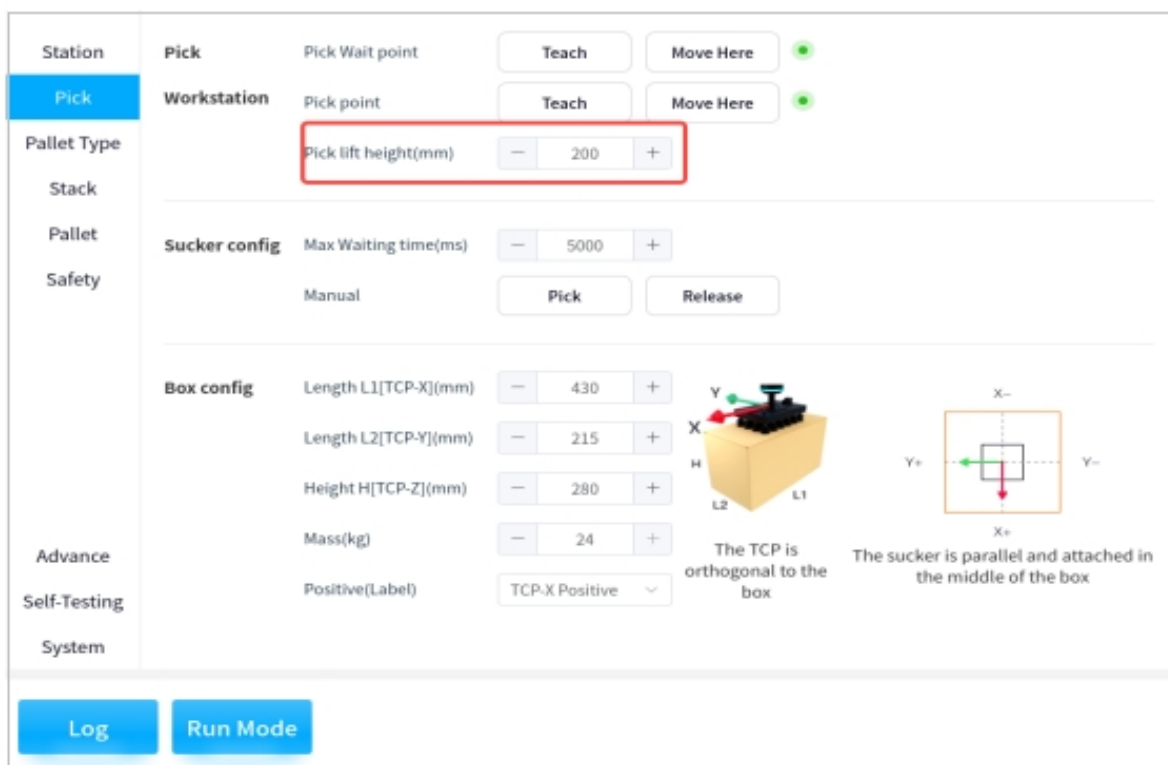 Station
Pick
Pallet Type
Stack
Pallet
Safety
Advance
Self-Testing
System
Pick
Workstation
Pick Wait point Teach Move Here
Pick point Teach Move Here
Pick lift height(mm) − 200 +
Sucker config
Max Waiting time(ms) − 5000 +
Manual Pick Release
Box config
Length L1[TCP-X](mm) − 430 +
Length L2[TCP-Y](mm) − 215 +
Height H[TCP-Z](mm) − 280 +
Mass(kg) − 24 +
Positive(Label) TCP-X Positive
Y
X
H
L2
L1
The TCP is
orthogonal to the
box
X−
Y+ Y−
X+
The sucker is parallel and attached in
the middle of the box
Log Run Mode